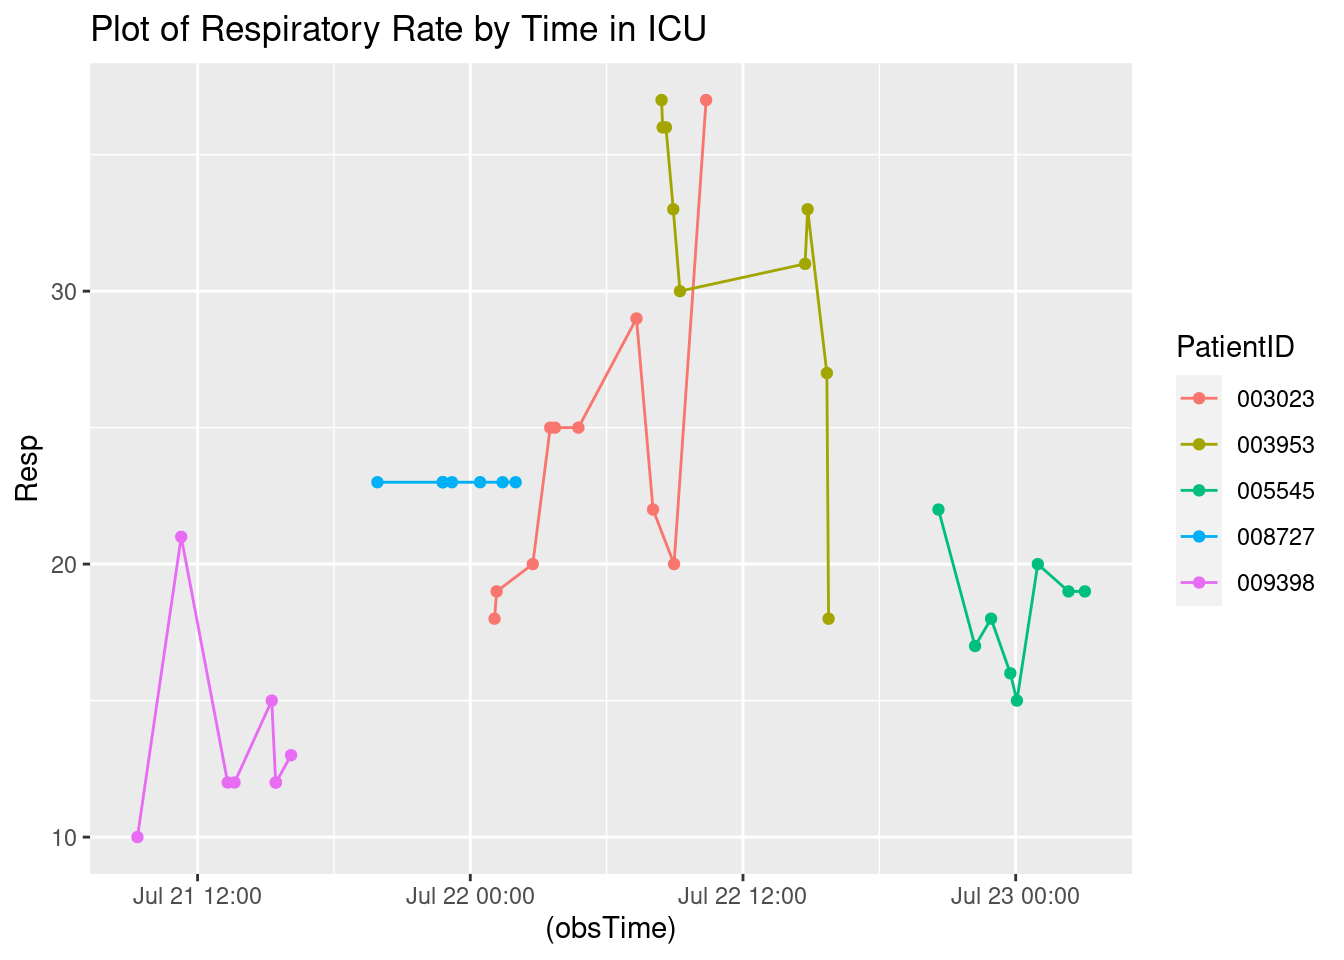 Plot of Respiratory Rate by Time in ICU
Resp
30
20
10
Jul 21 12:00
Jul 22 00:00
Jul 22 12:00
Jul 23 00:00
(obsTime)
PatientID
003023
003953
005545
008727
009398